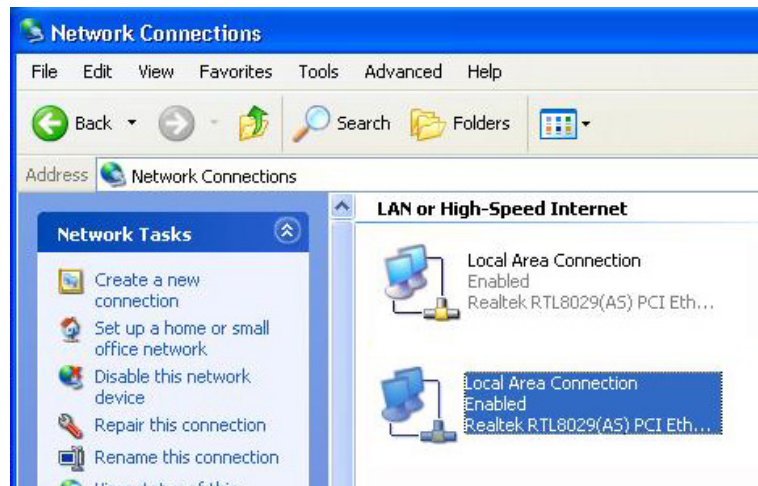 Network Connections
File Edit View Favorites Tools Advanced Help
Back Search Folders
Address Network Connections
Network Tasks
Create a new
connection
Set up a home or small
office network
Disable this network
device
Repair this connection
Rename this connection
LAN or High-Speed Internet
Local Area Connection
Enabled
Realtek RTL8029(AS) PCI Eth...
Local Area Connection
Enabled
Realtek RTL8029(AS) PCI Eth...